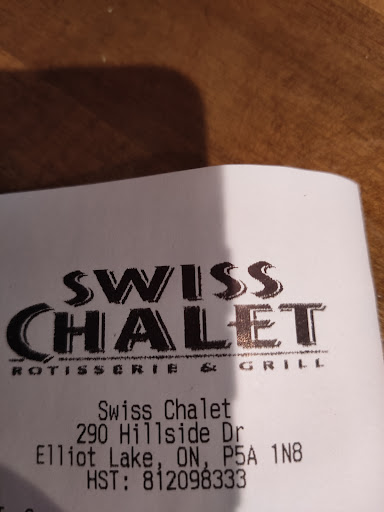 SWISS
CHALET
ROTISSERIE & GRILL
Swiss Chalet
290 Hillside Dr
Elliot Lake, ON, P5A 1N8
HST: 812098333